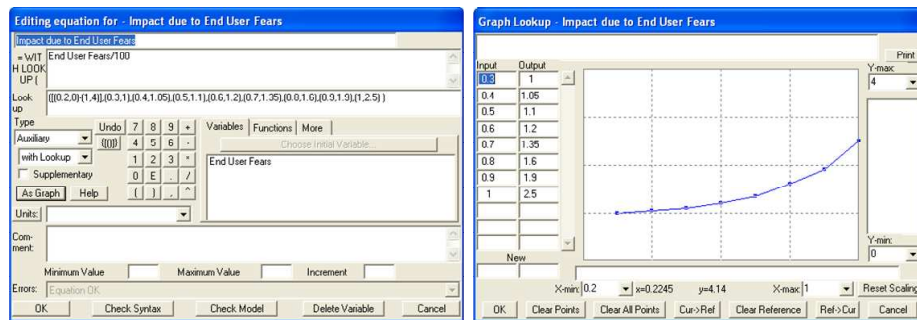 Editing equation for - Impact due to End User Fears
Impact due to End User Fears
= WIT
H LOOK
UP (
End User Fears/100
Look
up
([(0.2,0)-(1,4)],(0.3,1),(0.4,1.05),(0.5,1.1),(0.6,1.2),(0.7,1.35),(0.8,1.6),(0.9,1.9),(1,2.5) )
Type
Auxiliary
with Lookup
Supplementary
As Graph Help
Undo 7 8 9 +
{[()]} 4 5 6 -
1 2 3 *
0 E . /
( ) , ^
Variables Functions More
Choose Initial Variable...
End User Fears
Units:
Com-
ment:
Minimum Value Maximum Value Increment
Errors: Equation OK
OK Check Syntax Check Model Delete Variable Cancel
Graph Lookup - Impact due to End User Fears
Print
Input Output
0.3 1
0.4 1.05
0.5 1.1
0.6 1.2
0.7 1.35
0.8 1.6
0.9 1.9
1 2.5
New
Y-max:
4
Y-min:
0
X-min: 0.2 x=0.2245 y=4.14 X-max: 1 Reset Scaling
OK Clear Points Clear All Points Cur->Ref Clear Reference Ref->Cur Cancel